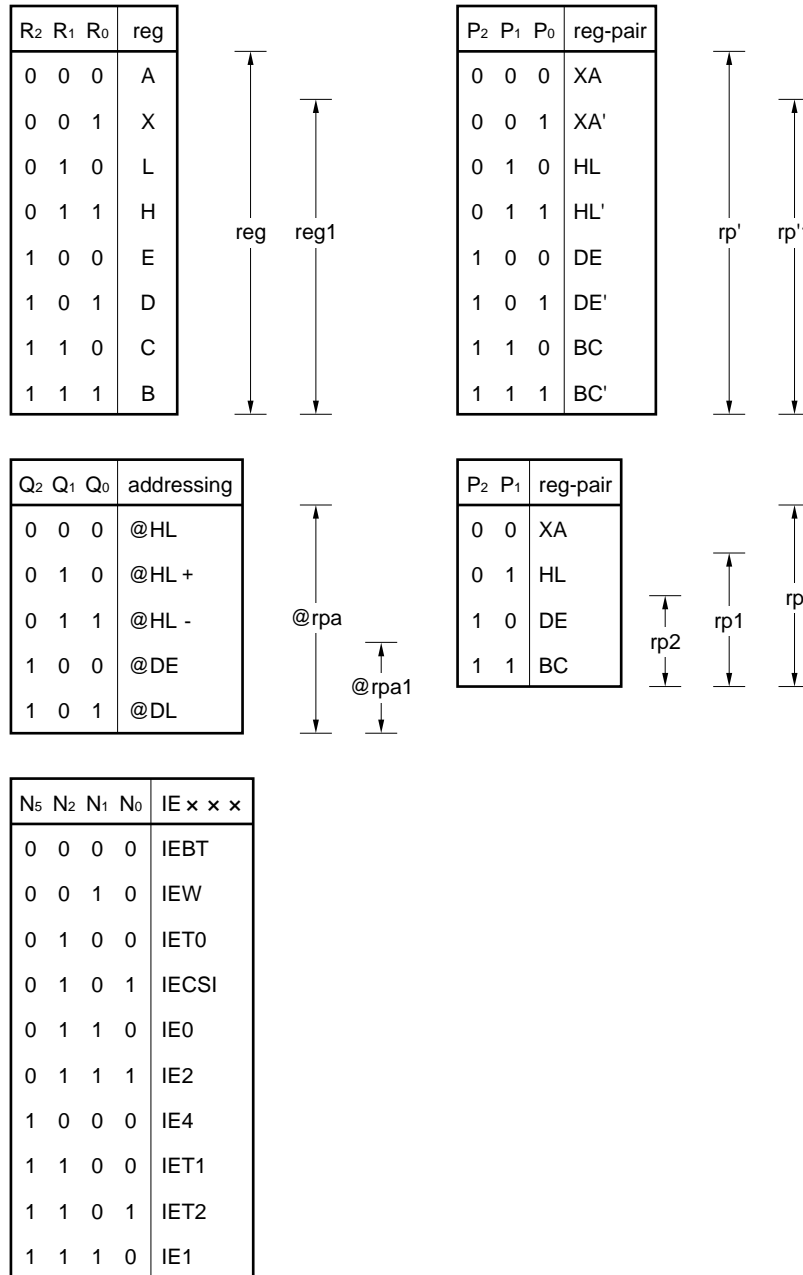 R2 R1 R0 reg
0 0 0 A
0 0 1 X
0 1 0 L
0 1 1 H
1 0 0 E
1 0 1 D
1 1 0 C
1 1 1 B
reg reg1
P2 P1 P0 reg-pair
0 0 0 XA
0 0 1 XA'
0 1 0 HL
0 1 1 HL'
1 0 0 DE
1 0 1 DE'
1 1 0 BC
1 1 1 BC'
rp' rp'
Q2 Q1 Q0 addressing
0 0 0 @HL
0 1 0 @HL +
0 1 1 @HL -
1 0 0 @DE
1 0 1 @DL
@rpa
@rpa1
P2 P1 reg-pair
0 0 XA
0 1 HL
1 0 DE
1 1 BC
rp
rp1
rp2
N5 N2 N1 N0 IE × × ×
0 0 0 0 IEBT
0 0 1 0 IEW
0 1 0 0 IET0
0 1 0 1 IECSI
0 1 1 0 IE0
0 1 1 1 IE2
1 0 0 0 IE4
1 1 0 0 IET1
1 1 0 1 IET2
1 1 1 0 IE1